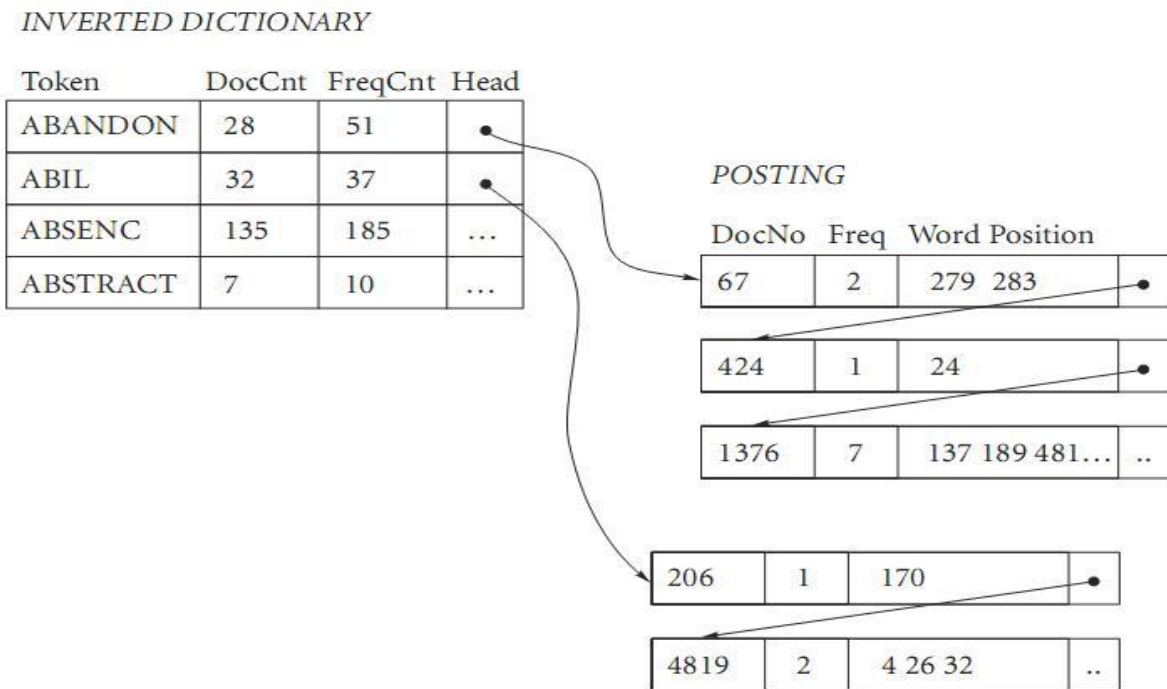 INVERTED DICTIONARY
Token DocCnt FreqCnt Head
ABANDON 28 51
ABIL 32 37
ABSENC 135 185 ...
ABSTRACT 7 10 ...
POSTING
DocNo Freq Word Position
67 2 279 283
424 1 24
1376 7 137 189 481... ..
206 1 170
4819 2 4 26 32 ..